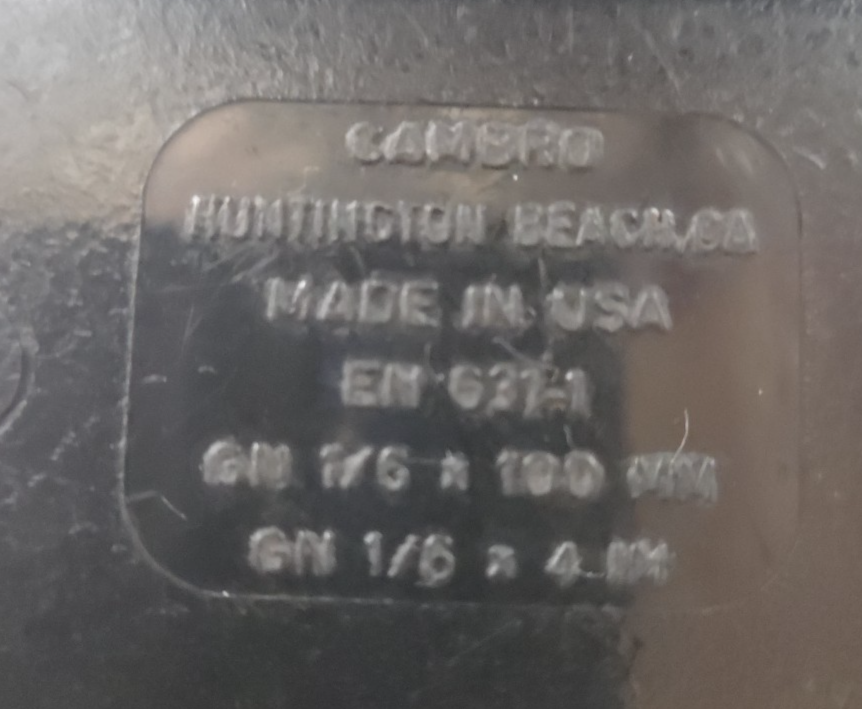 CAMBRO
HUNTINGTON BEACH, CA
MADE IN USA
EN 631-1
GN 1/6 x 100 MM
GN 1/6 x 4 IN